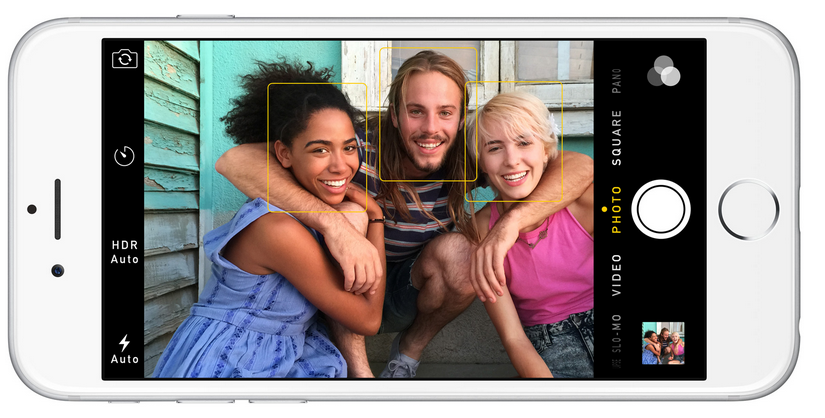 HDR
Auto
Auto
PANO
SQUARE
PHOTO
VIDEO
SLO-MO